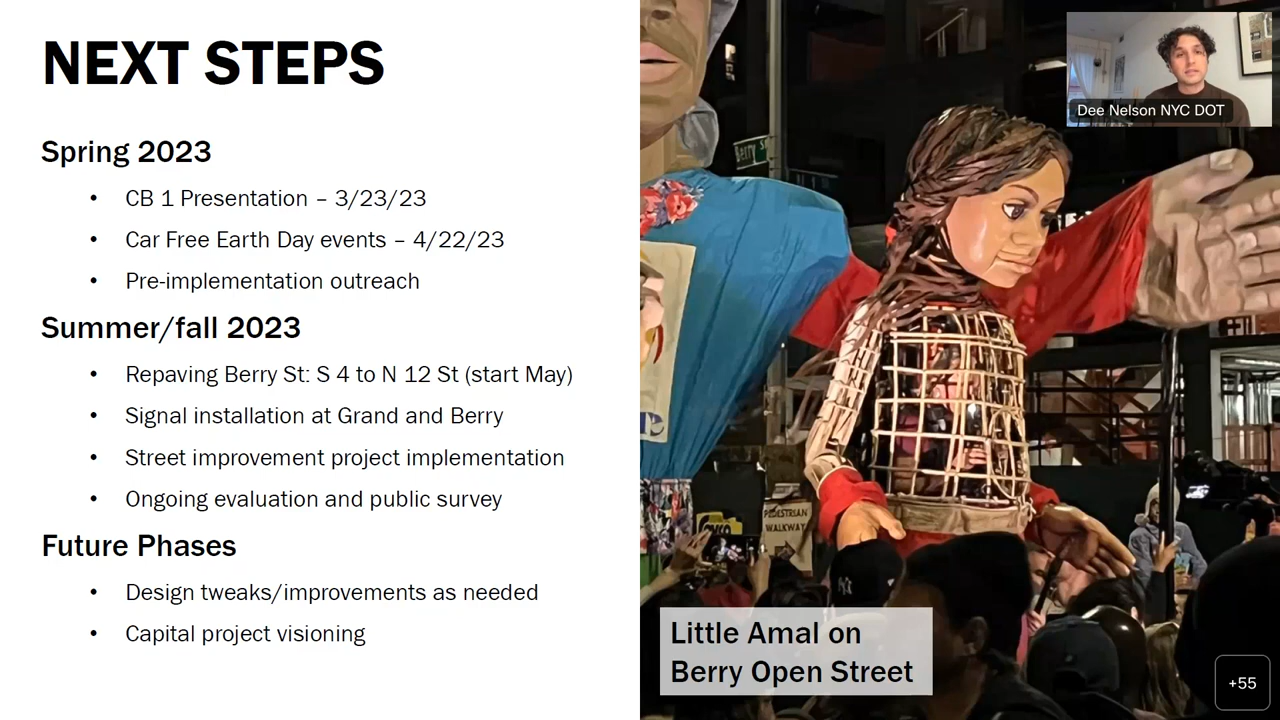 NEXT STEPS
Spring 2023
• CB 1 Presentation – 3/23/23
• Car Free Earth Day events – 4/22/23
• Pre-implementation outreach
Summer/fall 2023
• Repaving Berry St: S 4 to N 12 St (start May)
• Signal installation at Grand and Berry
• Street improvement project implementation
• Ongoing evaluation and public survey
Future Phases
• Design tweaks/improvements as needed
• Capital project visioning
Dee Nelson NYC DOT
Berry St
PEDESTRIAN
WALKWAY
Little Amal on
Berry Open Street
+55